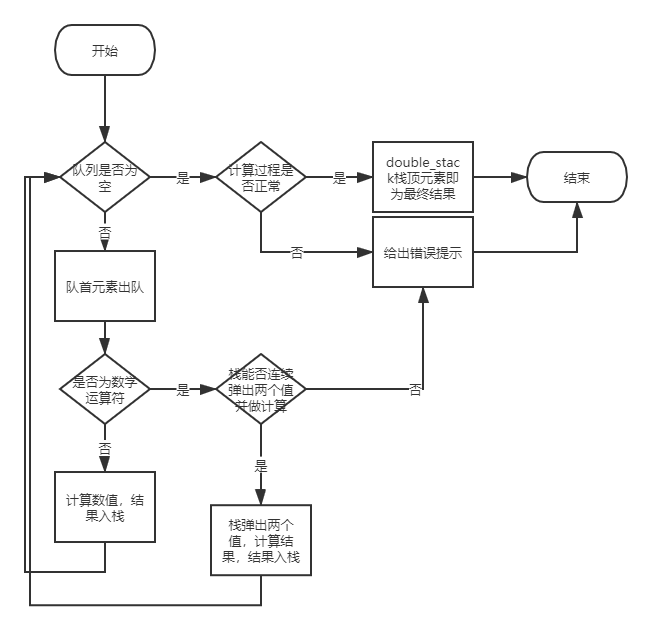 开始
队列是否为
空
是
计算过程是
否正常
是
double_stac
k栈顶元素即
为最终结果
结束
否
否
给出错误提示
队首元素出队
是否为数学
运算符
是
栈能否连续
弹出两个值
并做计算
否
否
是
计算数值，结
果入栈
栈弹出两个
值，计算结
果，结果入栈